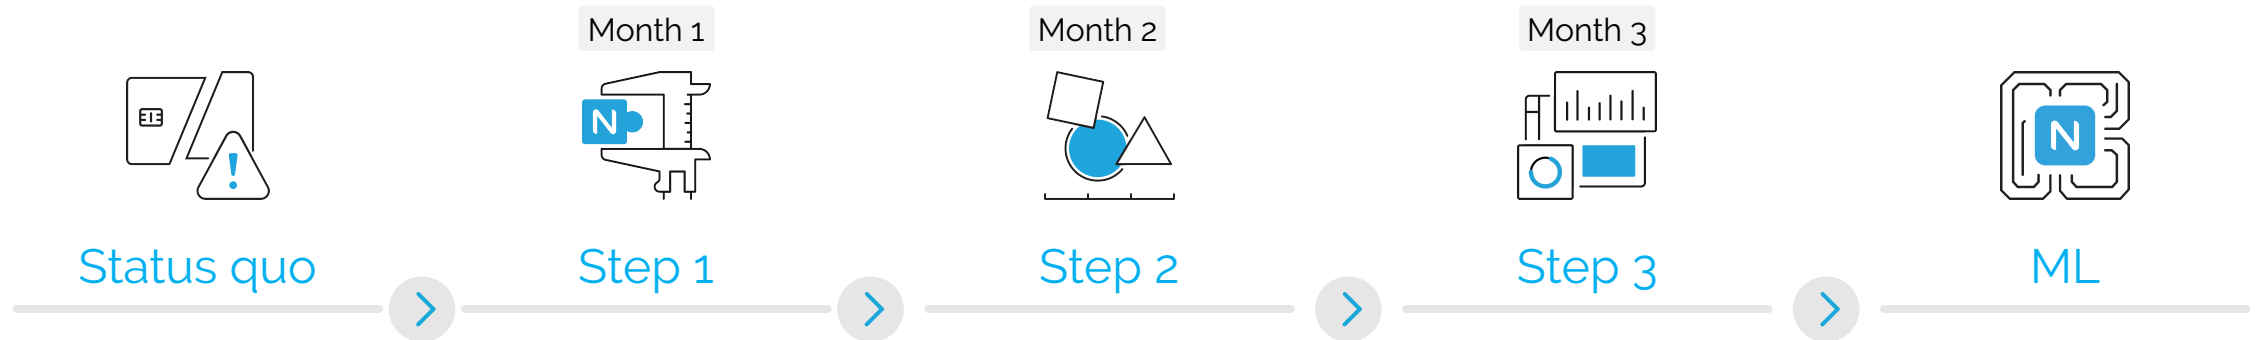 Month 1
Month 2
Month 3
N
N
!
Status quo
Step 1
Step 2
Step 3
ML